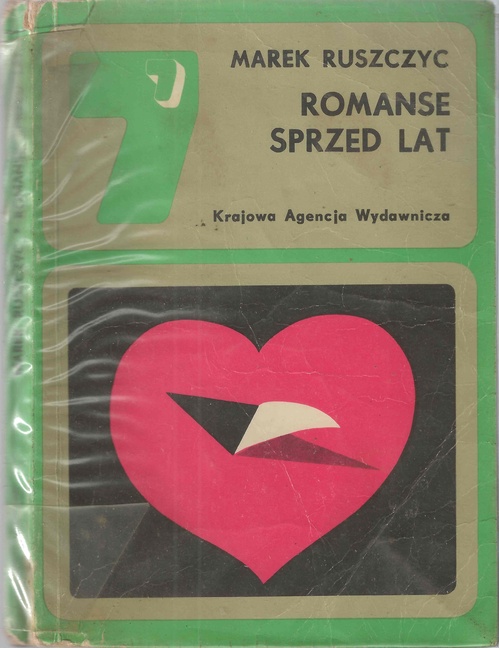 MAREK RUSZCZYC
ROMANSE
SPRZED LAT
Krajowa Agencja Wydawnicza